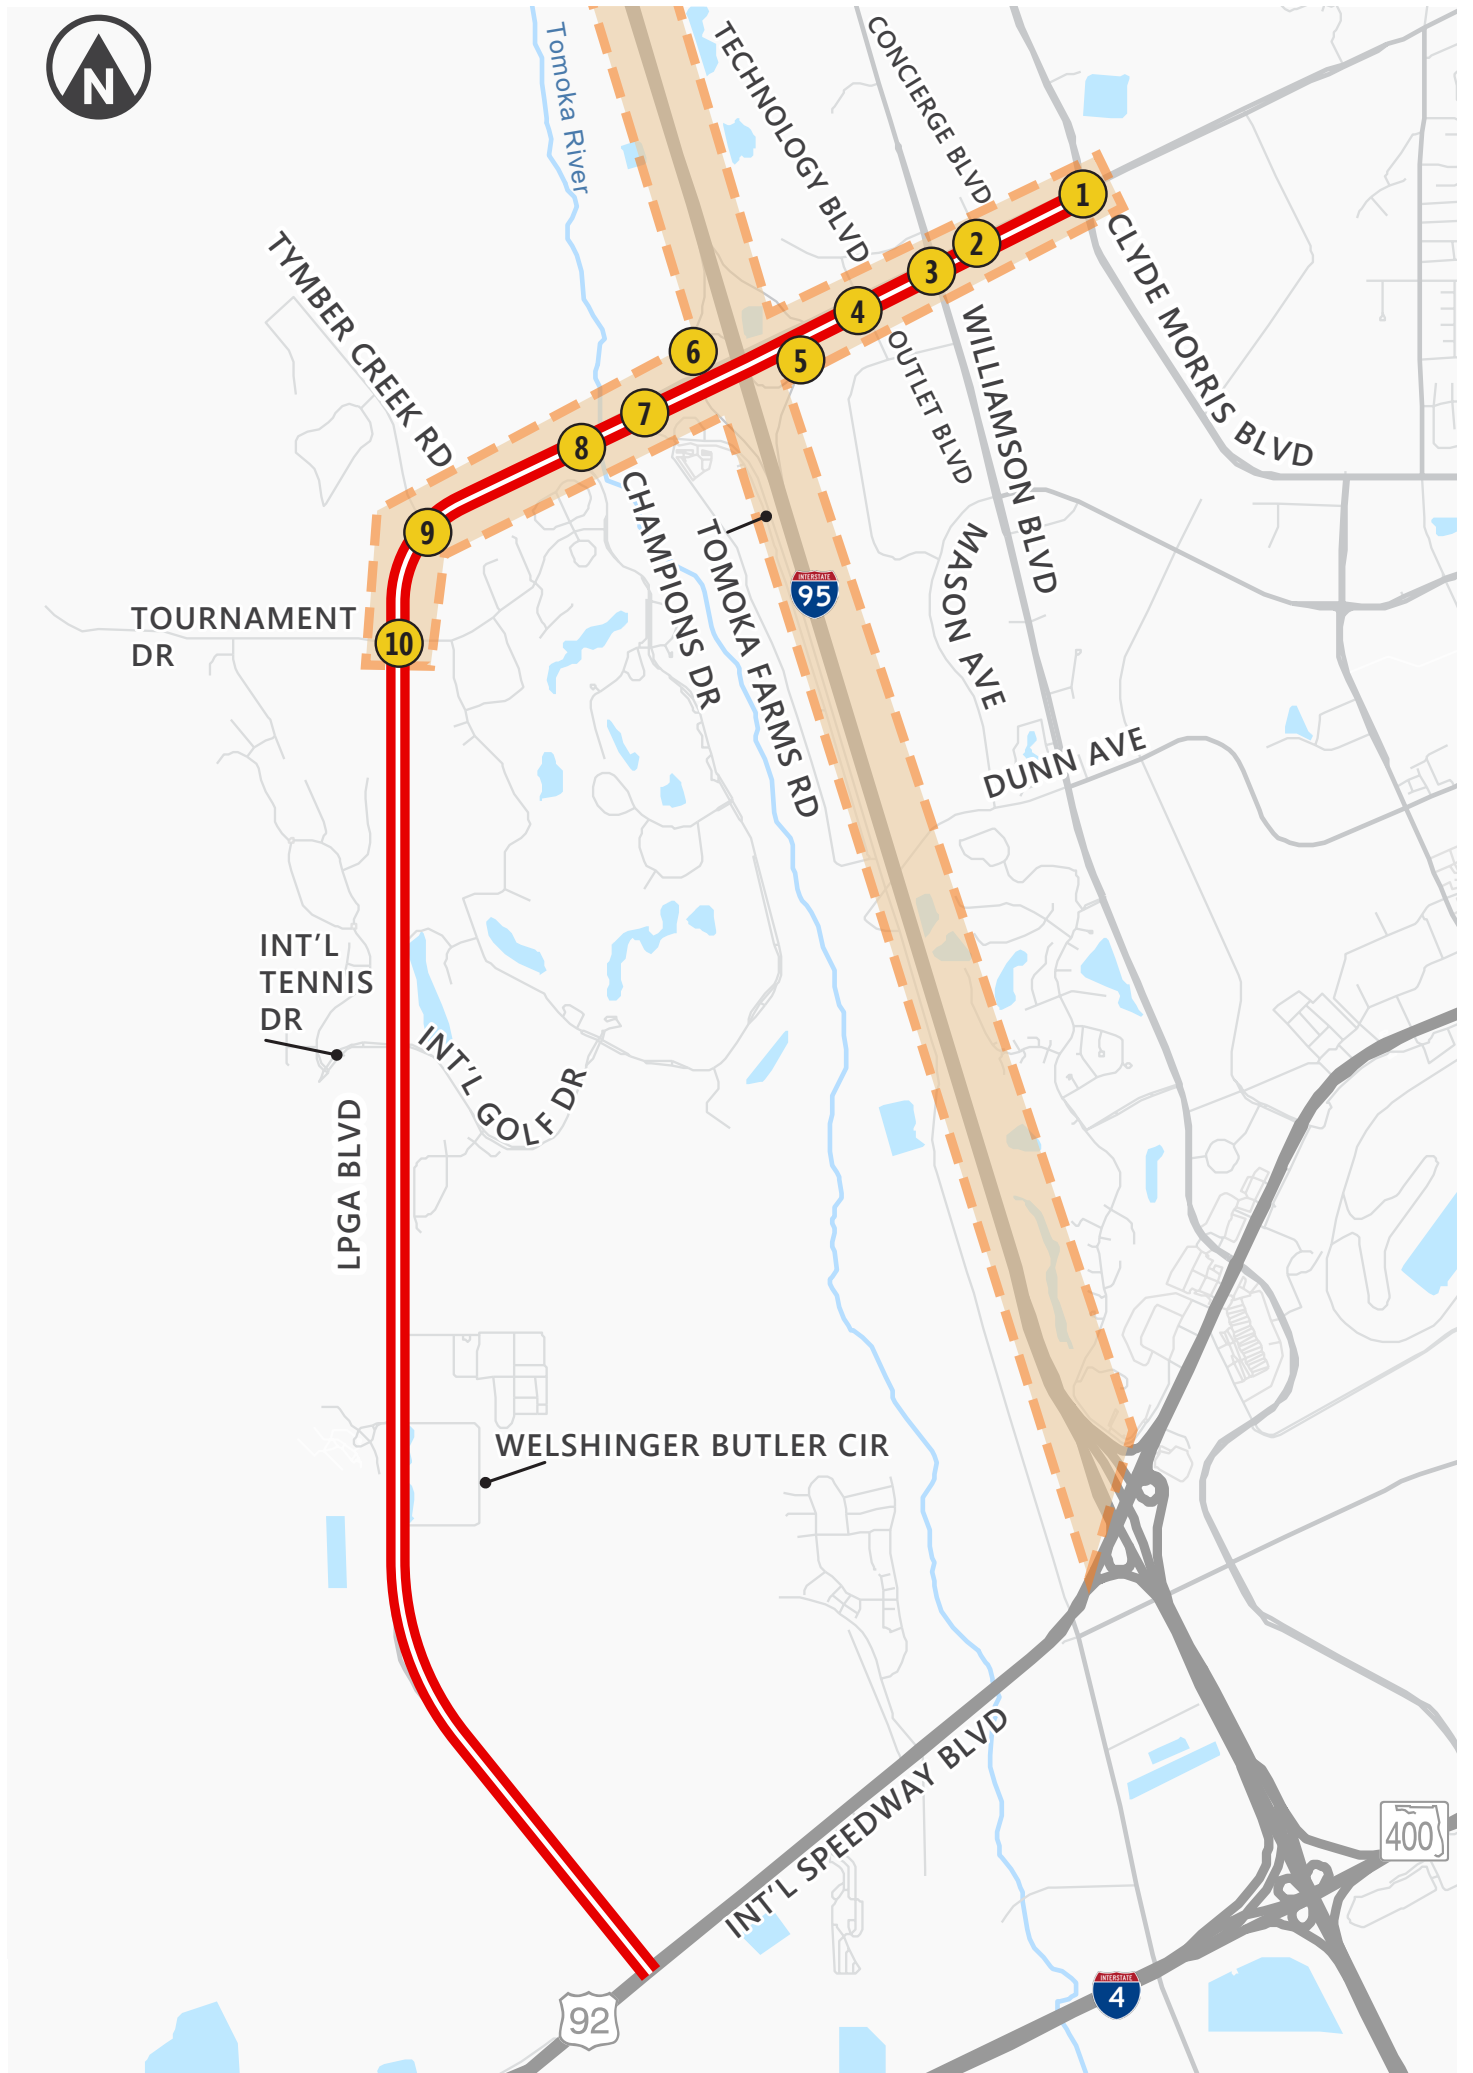 N
Tomoka River
TECHNOLOGY BLVD
CONCIERGE BLVD
1
2
3
4
5
6
7
8
9
10
CLYDE MORRIS BLVD
TYMBER CREEK RD
OUTLET BLVD
WILLIAMSON BLVD
CHAMPIONS DR
TOMOKA FARMS RD
MASON AVE
INTERSTATE
95
TOURNAMENT
DR
DUNN AVE
INT'L
TENNIS
DR
INT'L GOLF DR
LPGA BLVD
WELSHINGER BUTLER CIR
INT'L SPEEDWAY BLVD
400
INTERSTATE
4
92